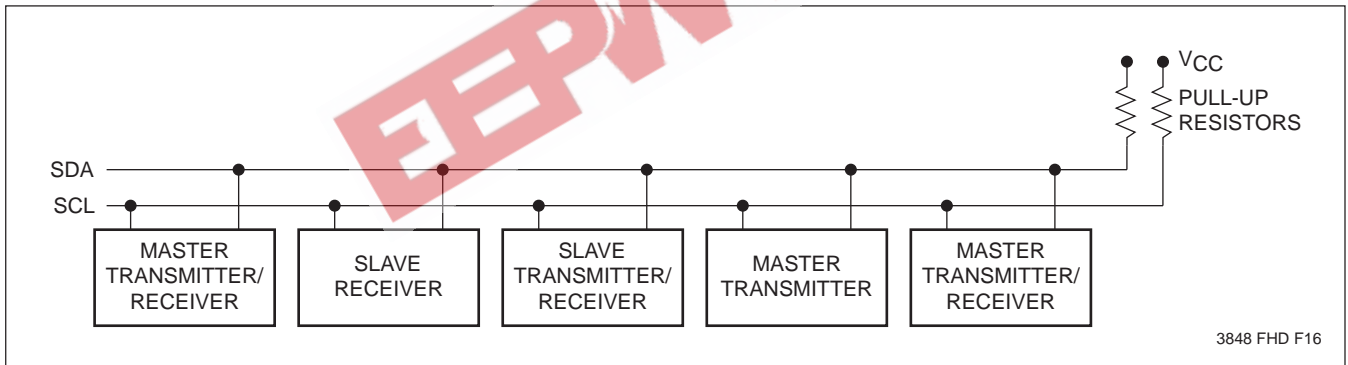 EEPW
VCC
PULL-UP
RESISTORS
SDA
SCL
MASTER
TRANSMITTER/
RECEIVER
SLAVE
RECEIVER
SLAVE
TRANSMITTER/
RECEIVER
MASTER
TRANSMITTER
MASTER
TRANSMITTER/
RECEIVER
3848 FHD F16